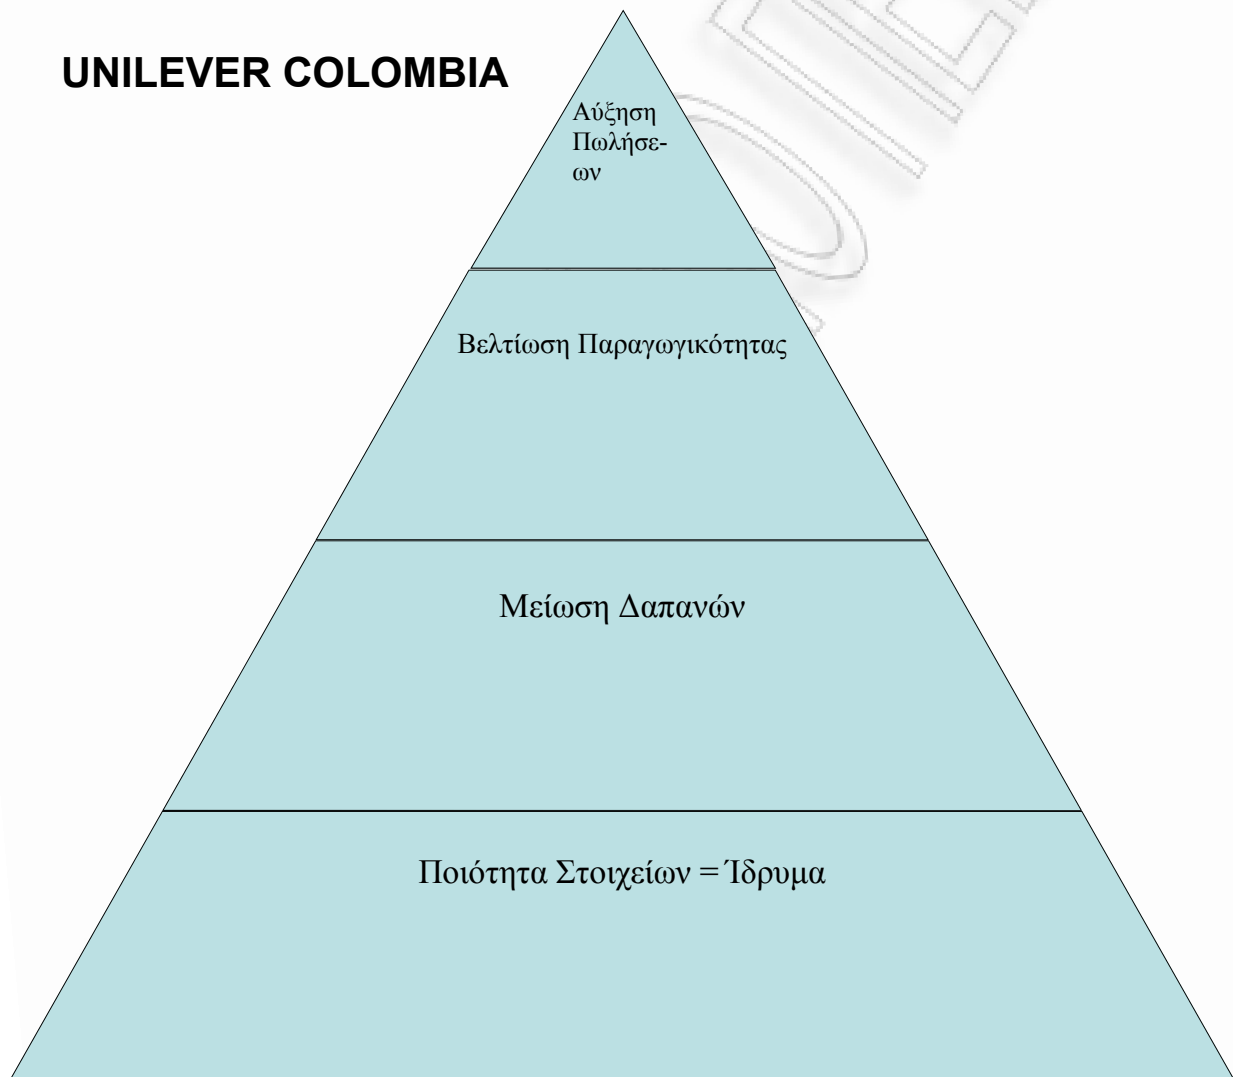 UNILEVER COLOMBIA
Αύξηση
Πωλήσε-
ων
Βελτίωση Παραγωγικότητας
Μείωση Δαπανών
Ποιότητα Στοιχείων = Ίδρυμα